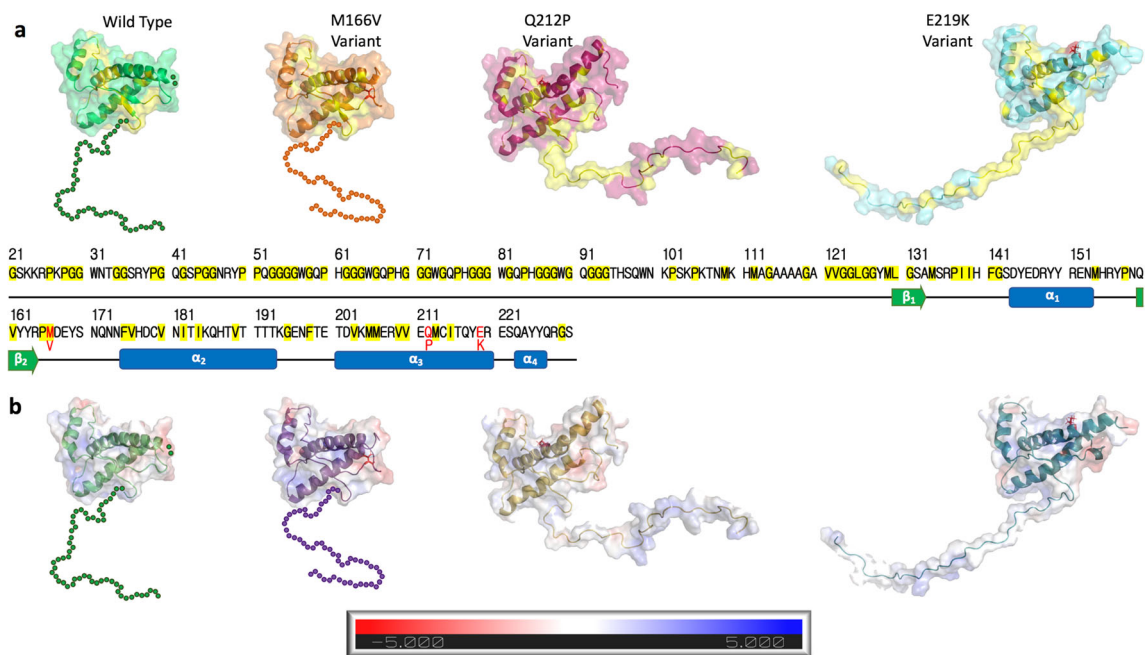 a
Wild Type
M166V
Variant
Q212P
Variant
E219K
Variant
21 31 41 51 61 71 81 91 101 111 121 131 141 151
GSKKRPKPGG WNTGGSRYPG QGSPGGNRYP PQGGGGWGQP HGGGWGQPHG GGWGQPHGGG WGQPHGGGWG QGGGTHSQWN KPSKPKTNMK HMAGAAAAGA VVGGLGGYML GSAMSRPIIH FGSDYEDRYY RENMHRYPNQ
β1 α1
161 171 181 191 201 211 221
VYYRPMDEYS NQNNFVHDCV NITIKQHTVT TTTKGENFTE TDVKMMERVV EQMCITQYER ESQAYYQRGS
V P K
β2 α2 α3 α4
b
-5.000 5.000